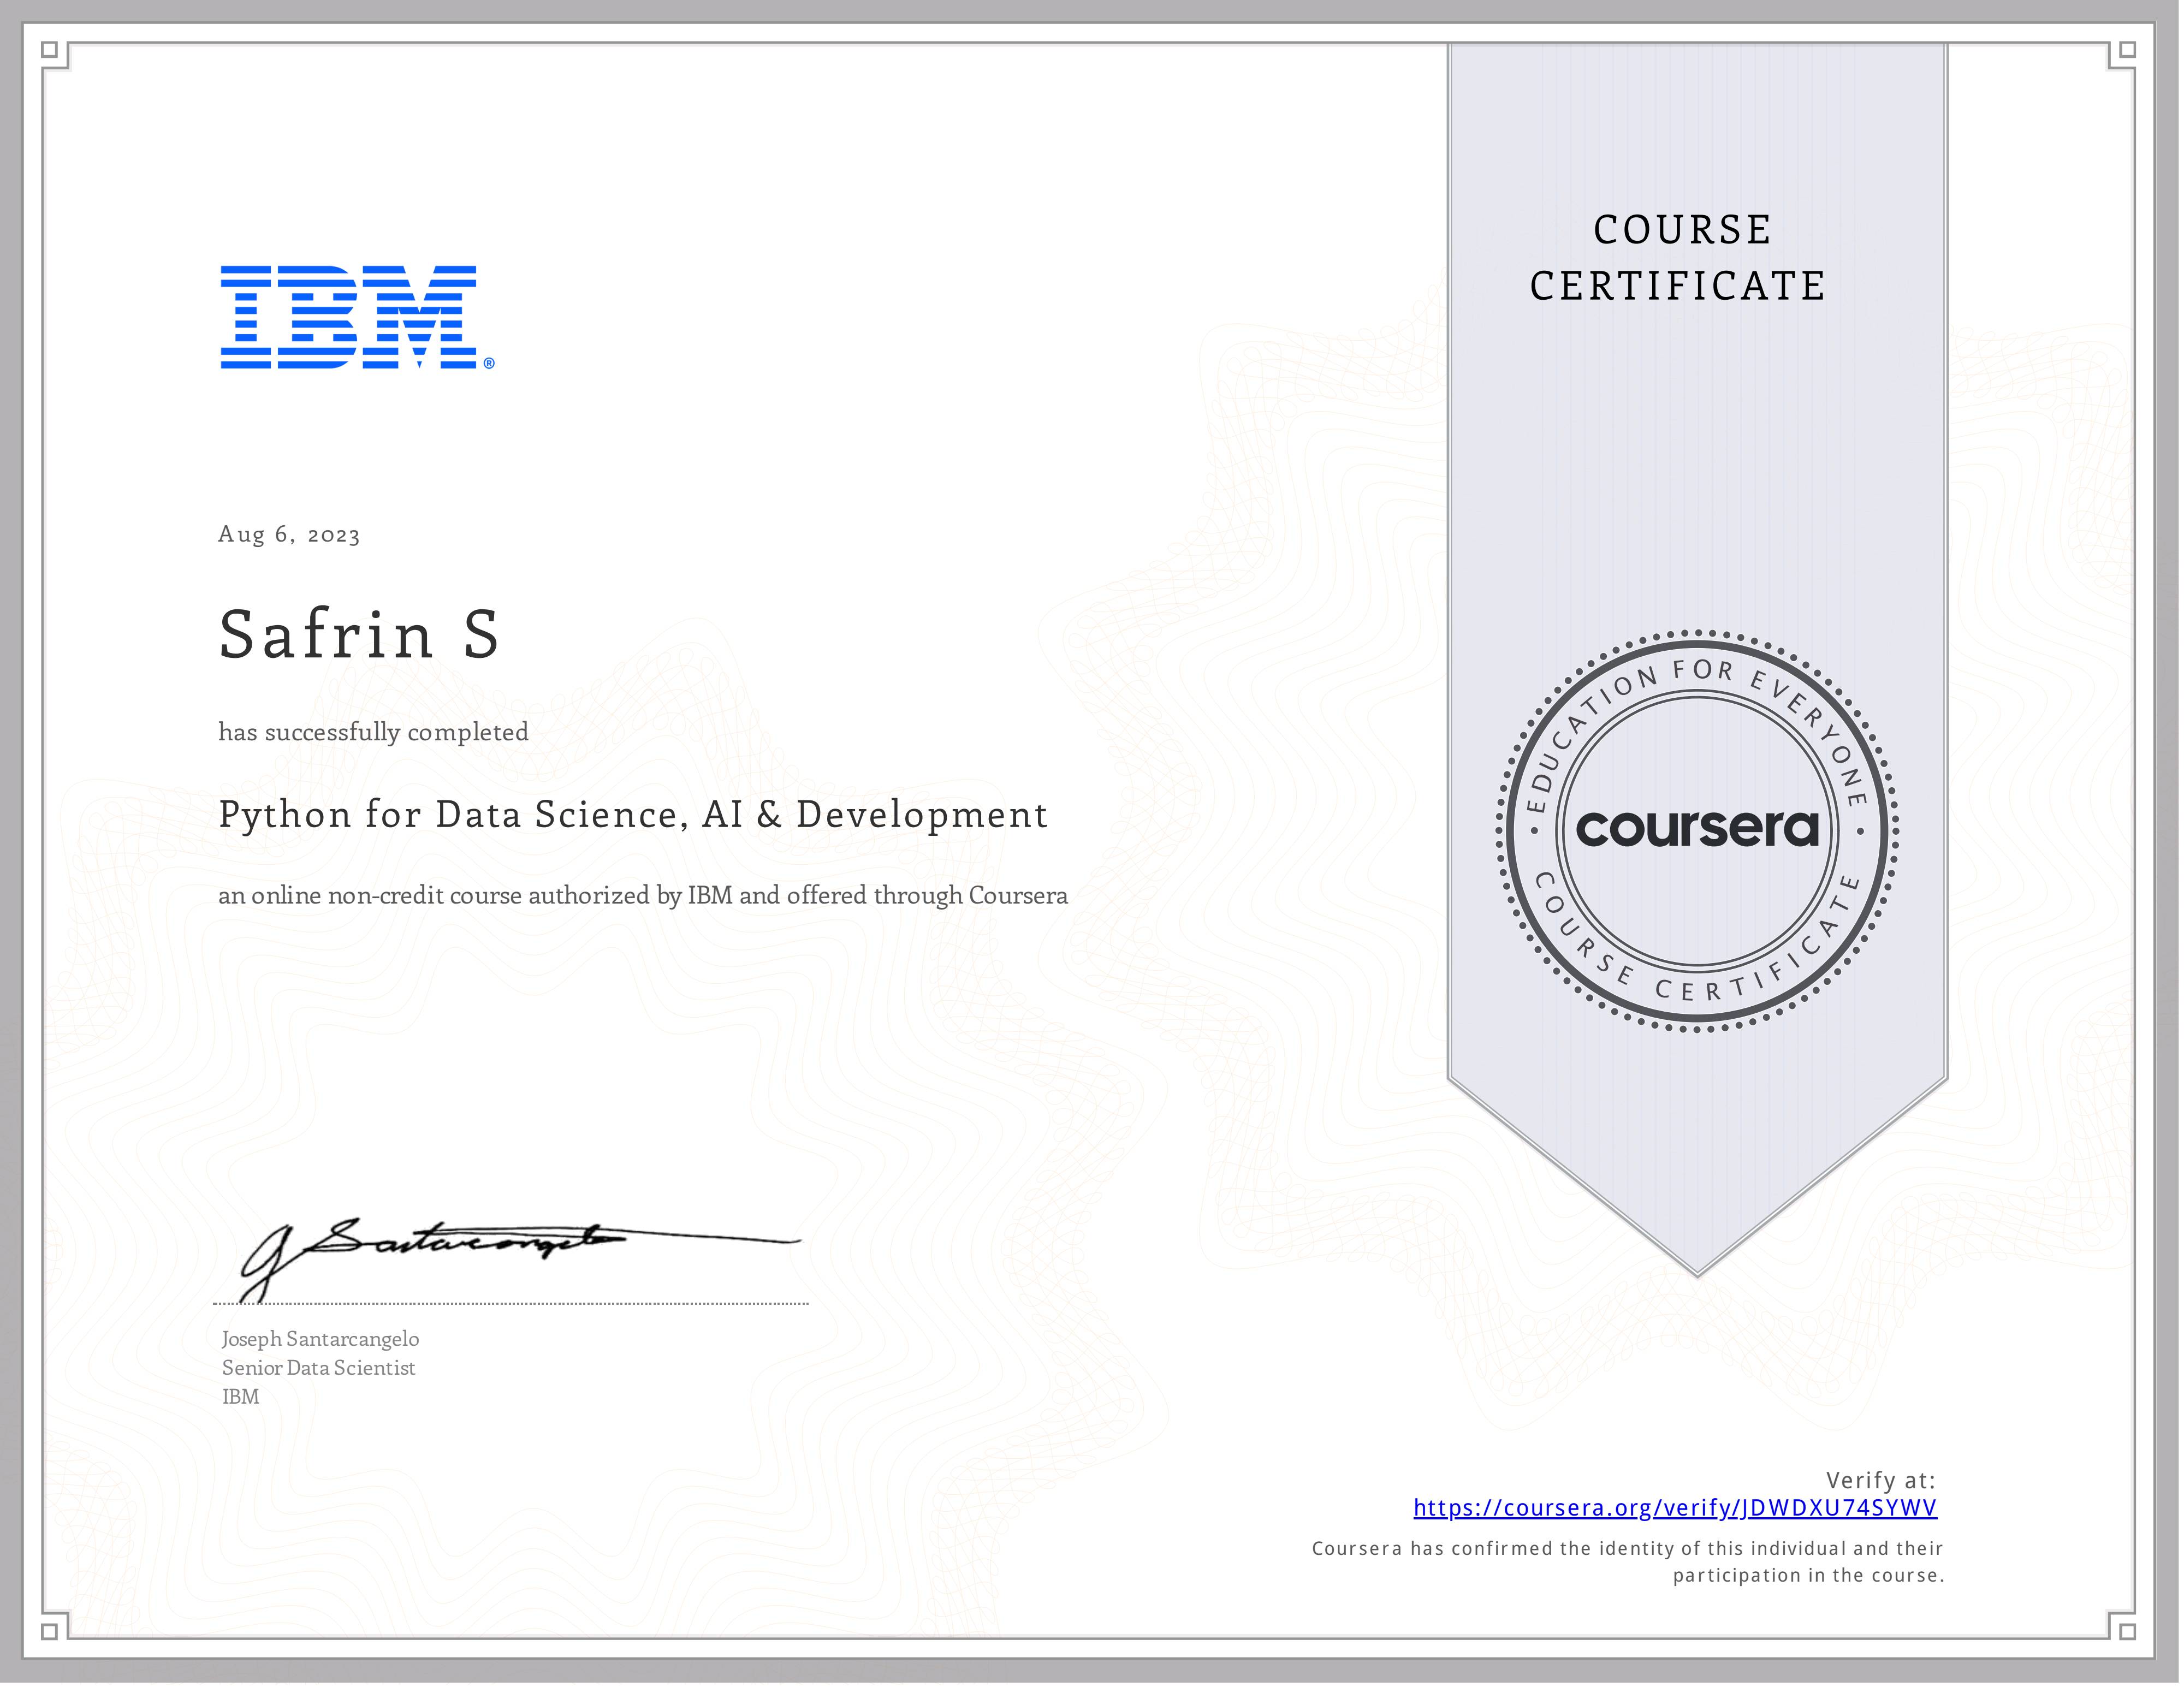 IBM®
COURSE
CERTIFICATE
Aug 6, 2023
Safrin S
has successfully completed
Python for Data Science, AI & Development
an online non-credit course authorized by IBM and offered through Coursera
EDUCATION FOR EVERYONE
coursera
COURSE CERTIFICATE
J Santarcangelo
Joseph Santarcangelo
Senior Data Scientist
IBM
Verify at:
https://coursera.org/verify/JDWDXU74SYWV
Coursera has confirmed the identity of this individual and their
participation in the course.